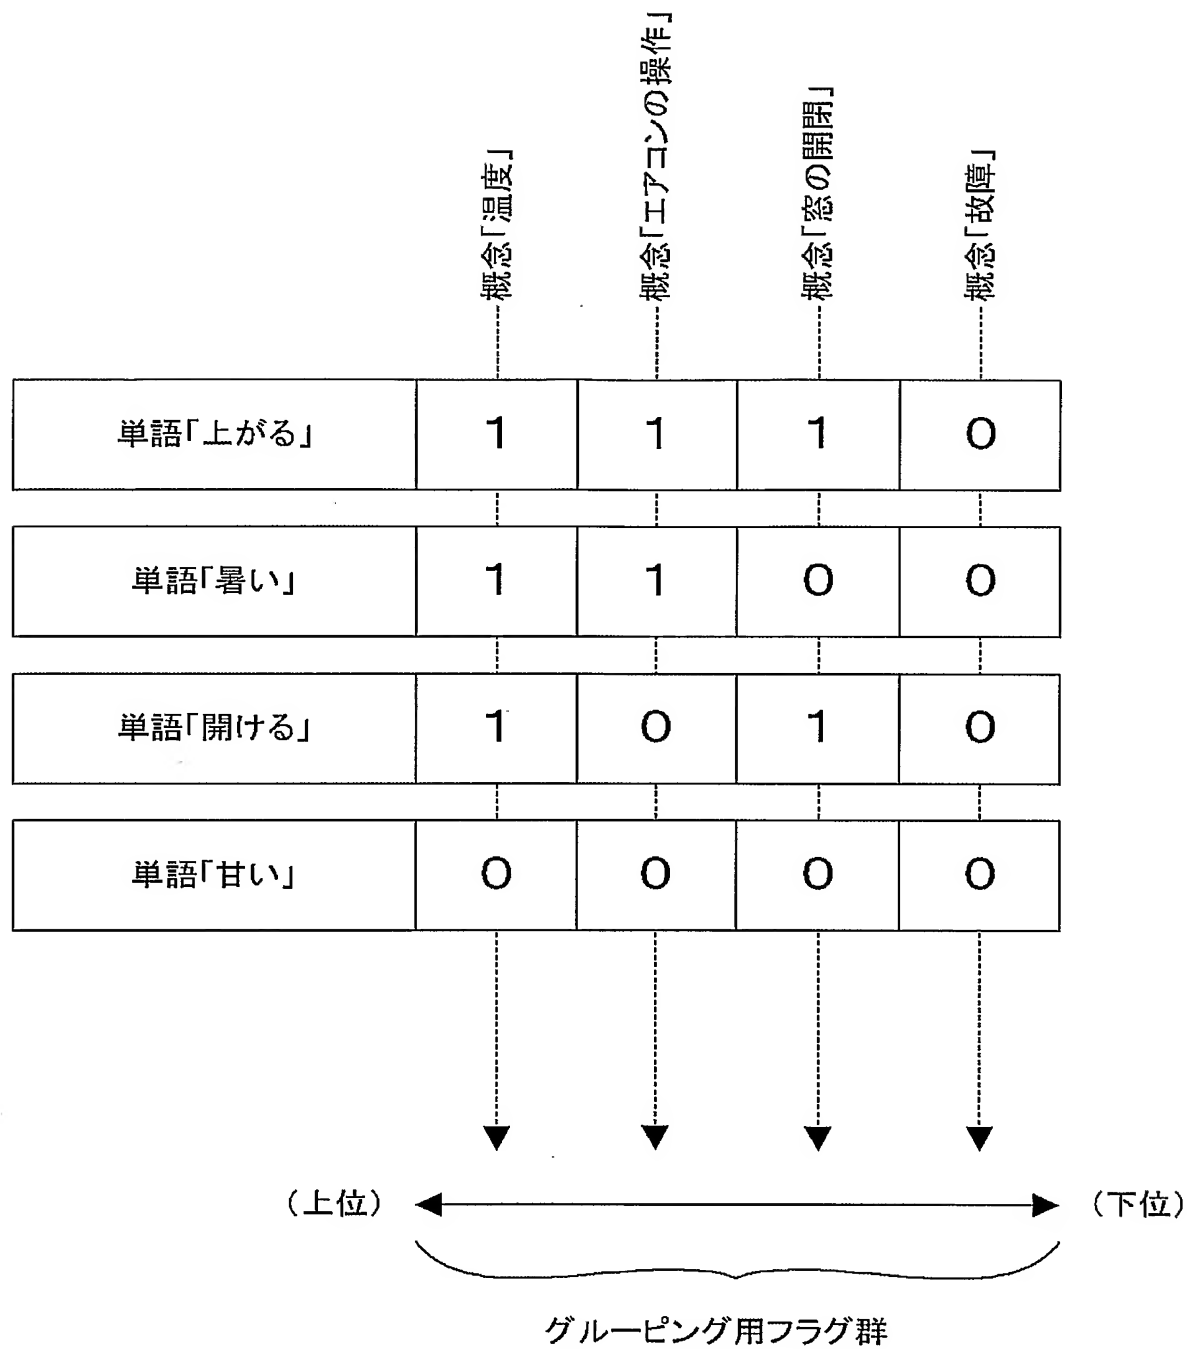 概念「温度」
概念「エアコンの操作」
概念「窓の開閉」
概念「故障」
単語「上がる」 1 1 1 0
単語「暑い」 1 1 0 0
単語「開ける」 1 0 1 0
単語「甘い」 0 0 0 0
(上位) (下位)
グルーピング用フラグ群